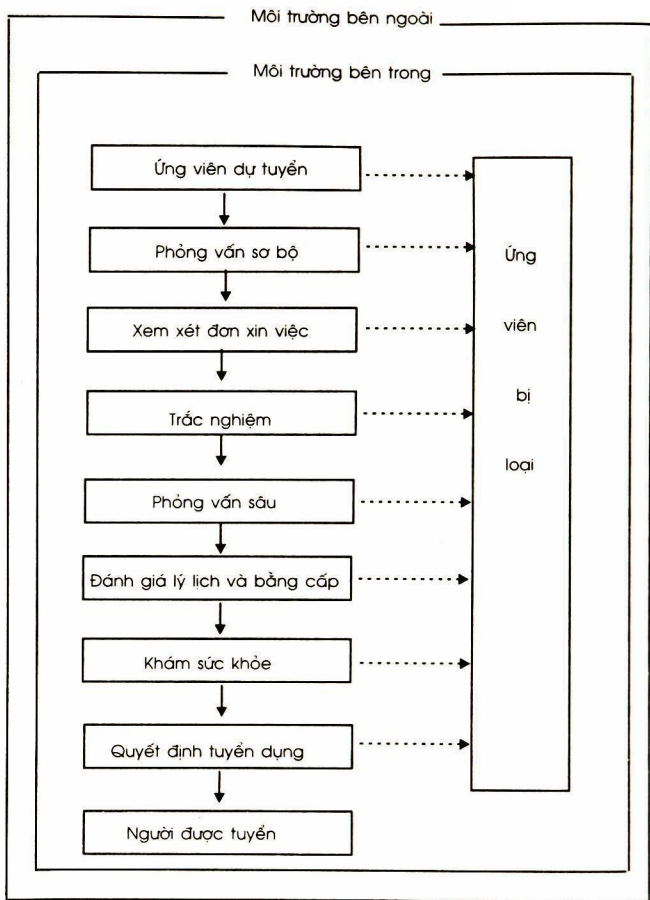 Môi trường bên ngoài
Môi trường bên trong
Ứng viên dự tuyển
Phỏng vấn sơ bộ
Xem xét đơn xin việc
Trắc nghiệm
Phỏng vấn sâu
Đánh giá lý lịch và bằng cấp
Khám sức khỏe
Quyết định tuyển dụng
Người được tuyển
Ứng
viên
bị
loại